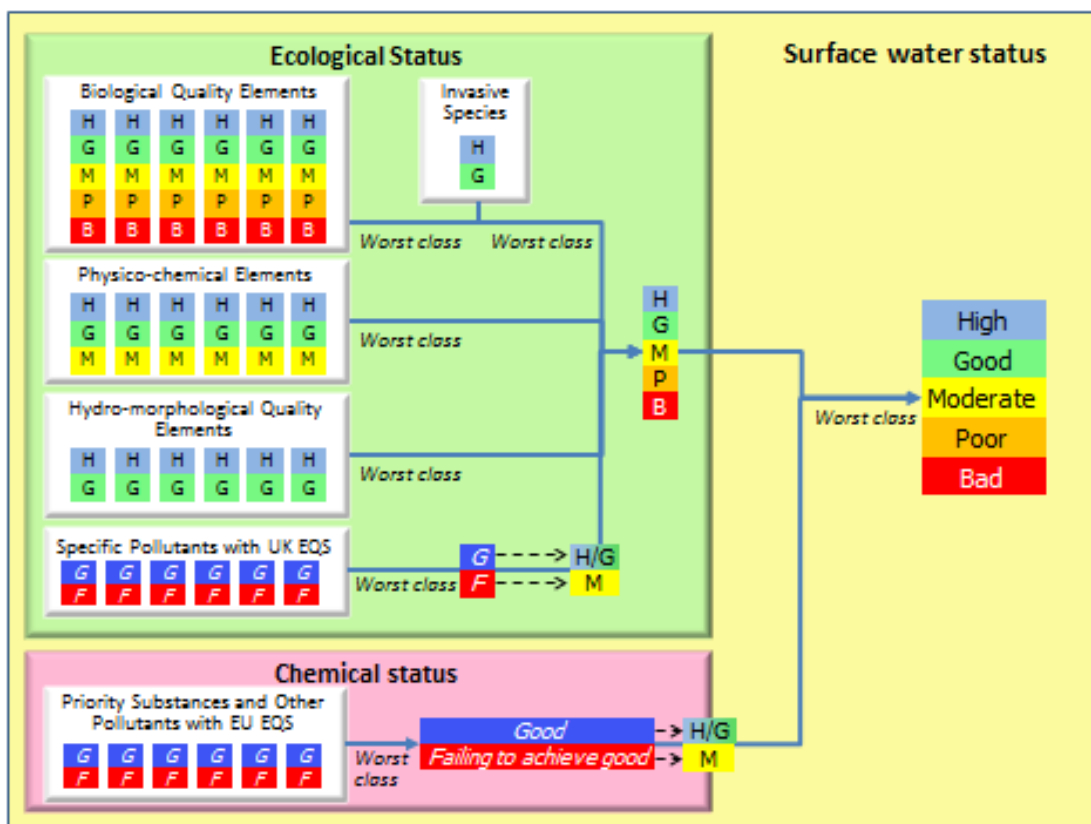 Surface water status
Ecological Status
Biological Quality Elements
H H H H H H
G G G G G G
M M M M M M
P P P P P P
B B B B B B
Invasive
Species
H
G
Worst class
Worst class
Physico-chemical Elements
H H H H H H
G G G G G G
M M M M M M
Worst class
Hydro-morphological Quality
Elements
H H H H H H
G G G G G G
Worst class
Specific Pollutants with UK EQS
G G G G G G
F F F F F F
Worst class
G
F
H/G
M
H
G
M
P
B
Chemical status
Priority Substances and Other
Pollutants with EU EQS
G G G G G G
F F F F F F
Worst
class
Good
Failing to achieve good
H/G
M
Worst class
High
Good
Moderate
Poor
Bad